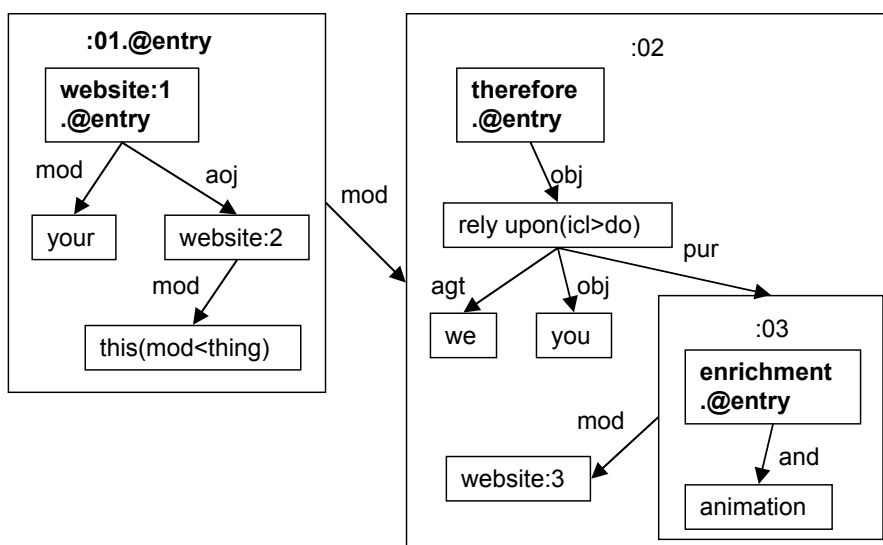 :01.@entry
website:1
.@entry
mod
aoj
your
website:2
mod
this(mod<thing)
mod
:02
therefore
.@entry
obj
rely upon(icl>do)
agt
obj
pur
we
you
:03
enrichment
.@entry
mod
and
website:3
animation